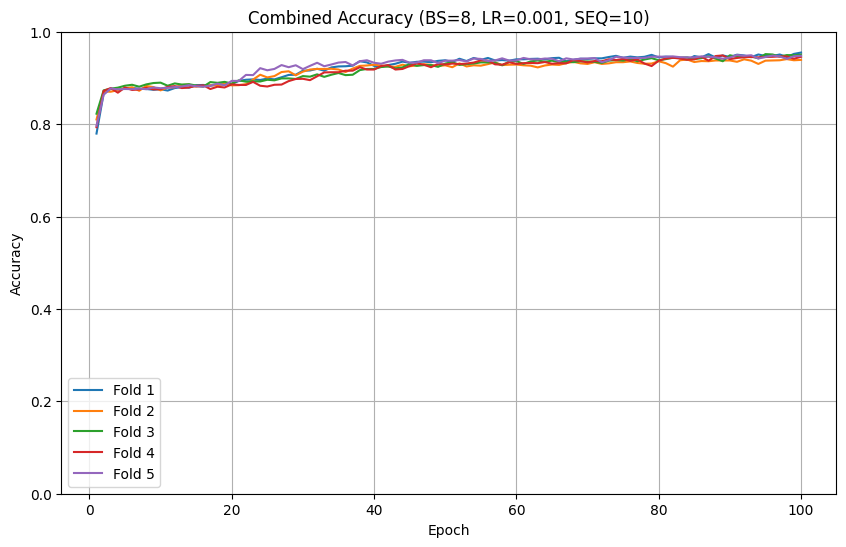 Combined Accuracy (BS=8, LR=0.001, SEQ=10)
Accuracy
1.0
0.8
0.6
0.4
0.2
0.0
Fold 1
Fold 2
Fold 3
Fold 4
Fold 5
0 20 40 60 80 100
Epoch